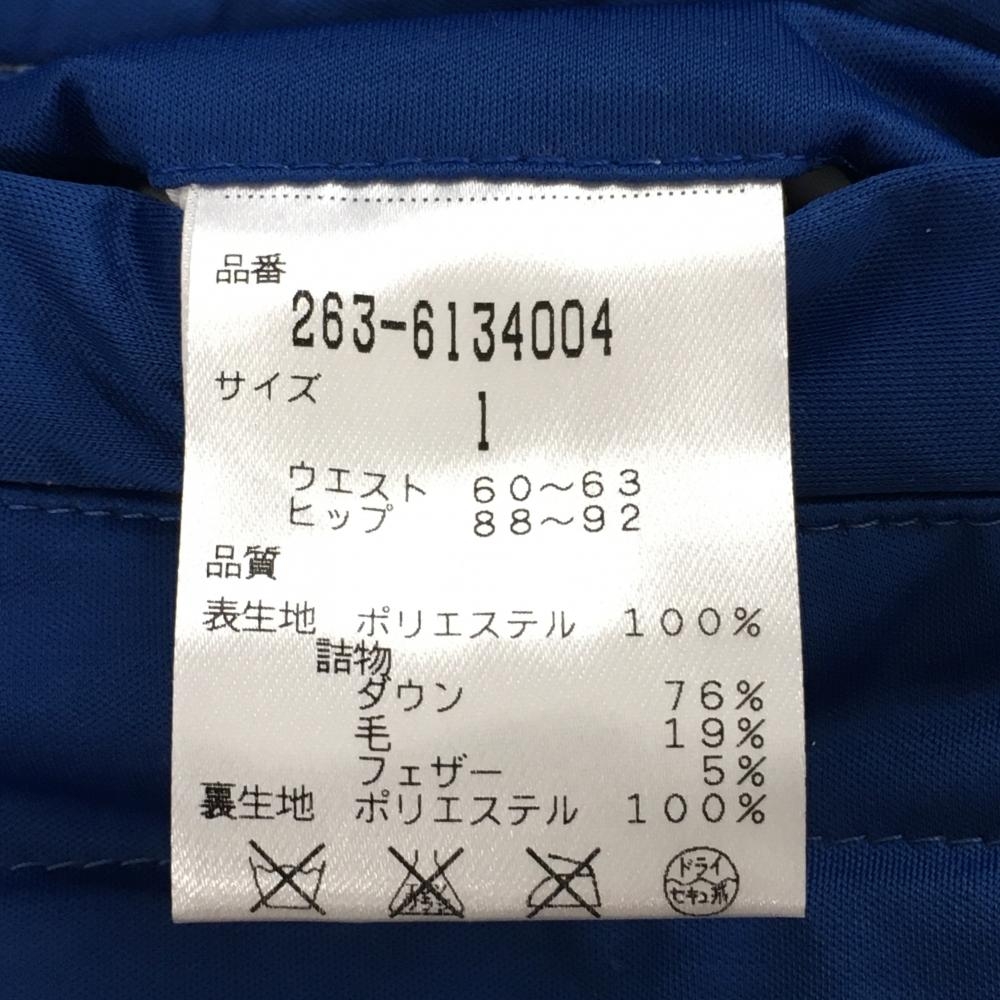 品番
263-6134004
サイズ
1
ウエスト 60～63
ヒップ 88～92
品質
表生地 ポリエステル 100%
詰物
ダウン 76%
毛 19%
フェザー 5%
裏生地 ポリエステル 100%
ドライ
セキユ系